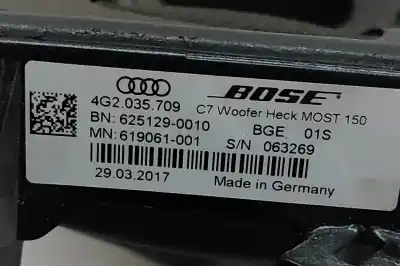 BOSE
4G2.035.709 C7 Woofer Heck MOST 150
BN: 625129-0010 BGE 01S
MN: 619061-001 S/N 063269
29.03.2017 Made in Germany